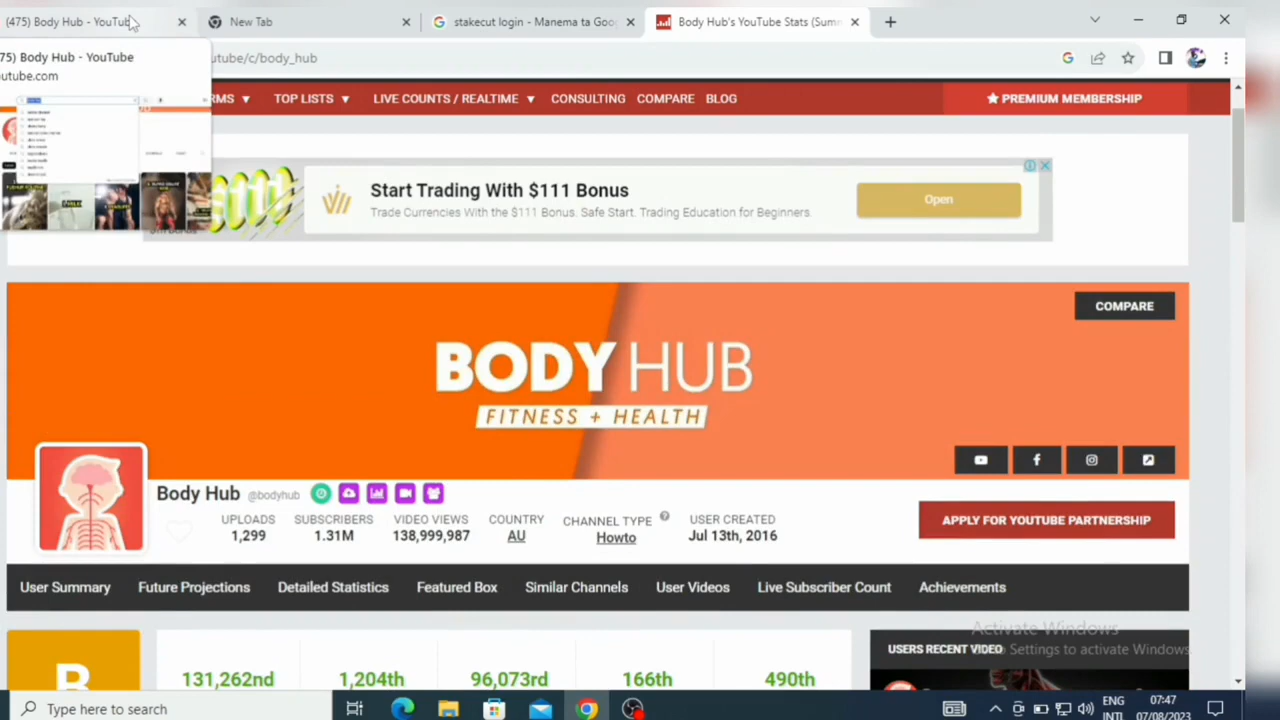 (475) Body Hub - YouTub
New Tab
stakecut login - Manema ta Goo
Body Hub's YouTube Stats (Sum
75) Body Hub - YouTube
utube.com
utube/c/body_hub
RMS ▼
TOP LISTS ▼
LIVE COUNTS / REALTIME ▼
CONSULTING
COMPARE
BLOG
★ PREMIUM MEMBERSHIP
Start Trading With $111 Bonus
Trade Currencies With the $111 Bonus. Safe Start. Trading Education for Beginners.
Open
COMPARE
BODY HUB
FITNESS + HEALTH
Body Hub @bodyhub
UPLOADS
1,299
SUBSCRIBERS
1.31M
VIDEO VIEWS
138,999,987
COUNTRY
AU
CHANNEL TYPE
Howto
USER CREATED
Jul 13th, 2016
APPLY FOR YOUTUBE PARTNERSHIP
User Summary
Future Projections
Detailed Statistics
Featured Box
Similar Channels
User Videos
Live Subscriber Count
Achievements
B
131,262nd
1,204th
96,073rd
166th
490th
Activate Windows
USERS RECENT VIDEO
to Settings to activate Windows
Type here to search
ENG
INTL
07:47
07/08/2023